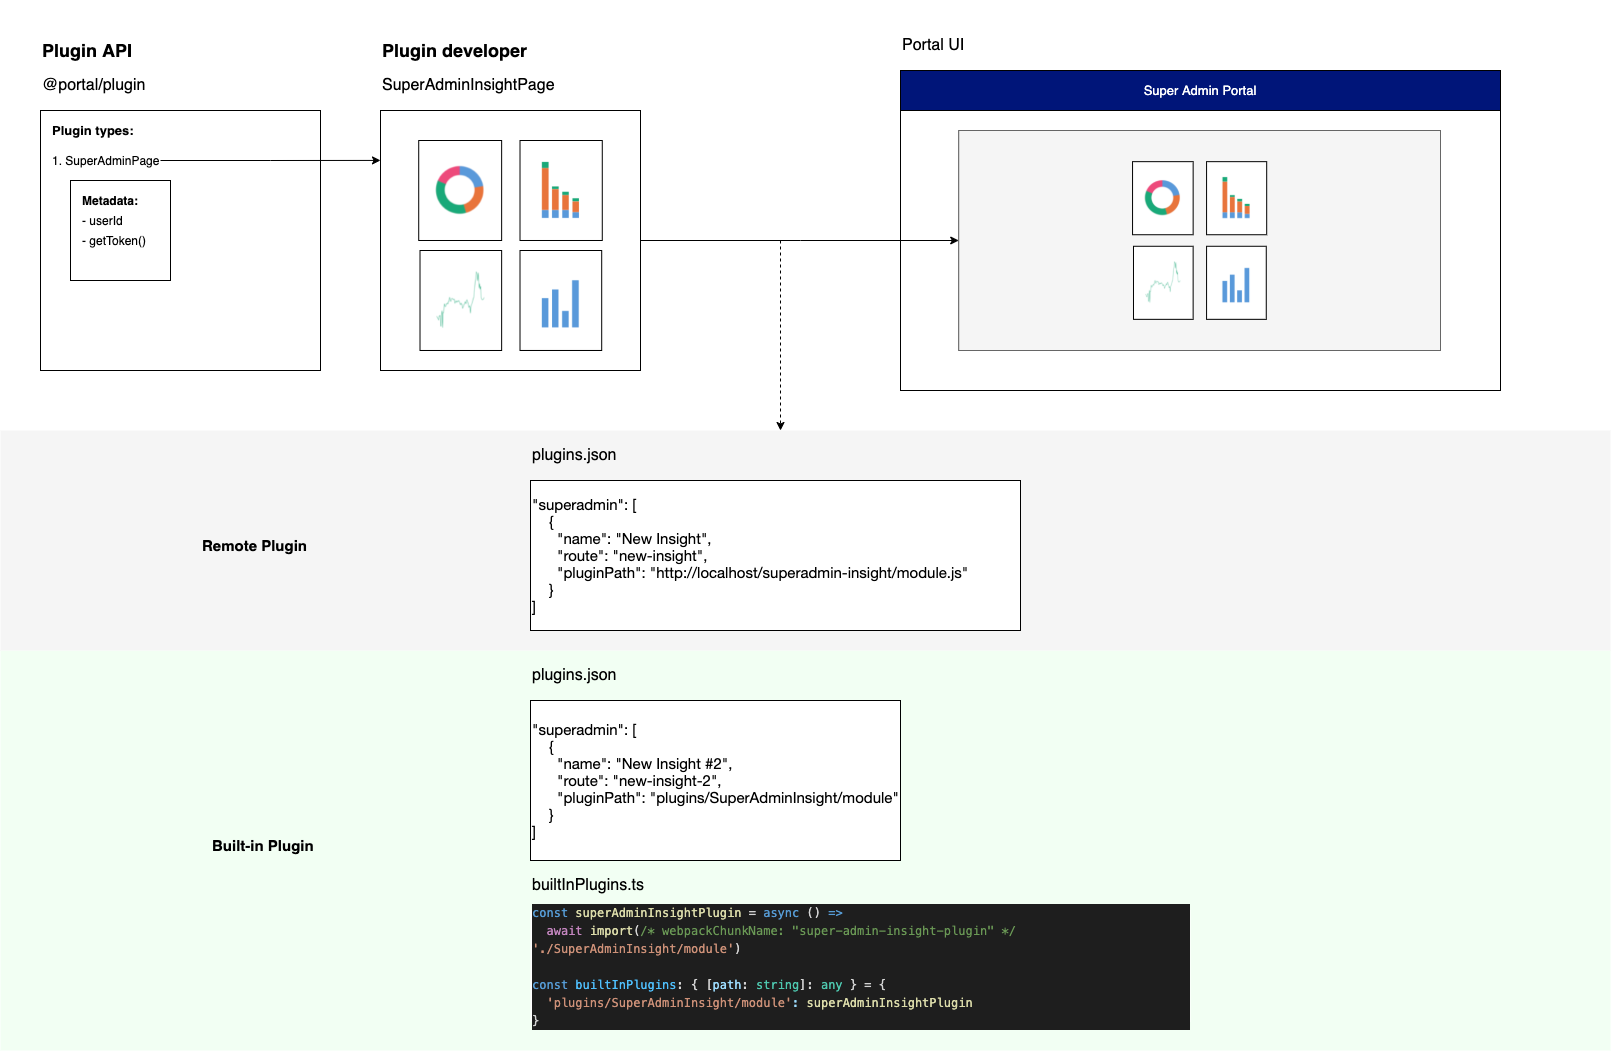 Plugin API
@portal/plugin
Plugin types:
1. SuperAdminPage
Metadata:
- userId
- getToken()
Plugin developer
SuperAdminInsightPage
Portal UI
Super Admin Portal
Remote Plugin
plugins.json
"superadmin": [
    {
      "name": "New Insight",
      "route": "new-insight",
      "pluginPath": "http://localhost/superadmin-insight/module.js"
    }
]
Built-in Plugin
plugins.json
"superadmin": [
    {
      "name": "New Insight #2",
      "route": "new-insight-2",
      "pluginPath": "plugins/SuperAdminInsight/module"
    }
]
builtInPlugins.ts
const superAdminInsightPlugin = async () =>
  await import(/* webpackChunkName: "super-admin-insight-plugin" */
'./SuperAdminInsight/module')
const builtInPlugins: { [path: string]: any } = {
  'plugins/SuperAdminInsight/module': superAdminInsightPlugin
}